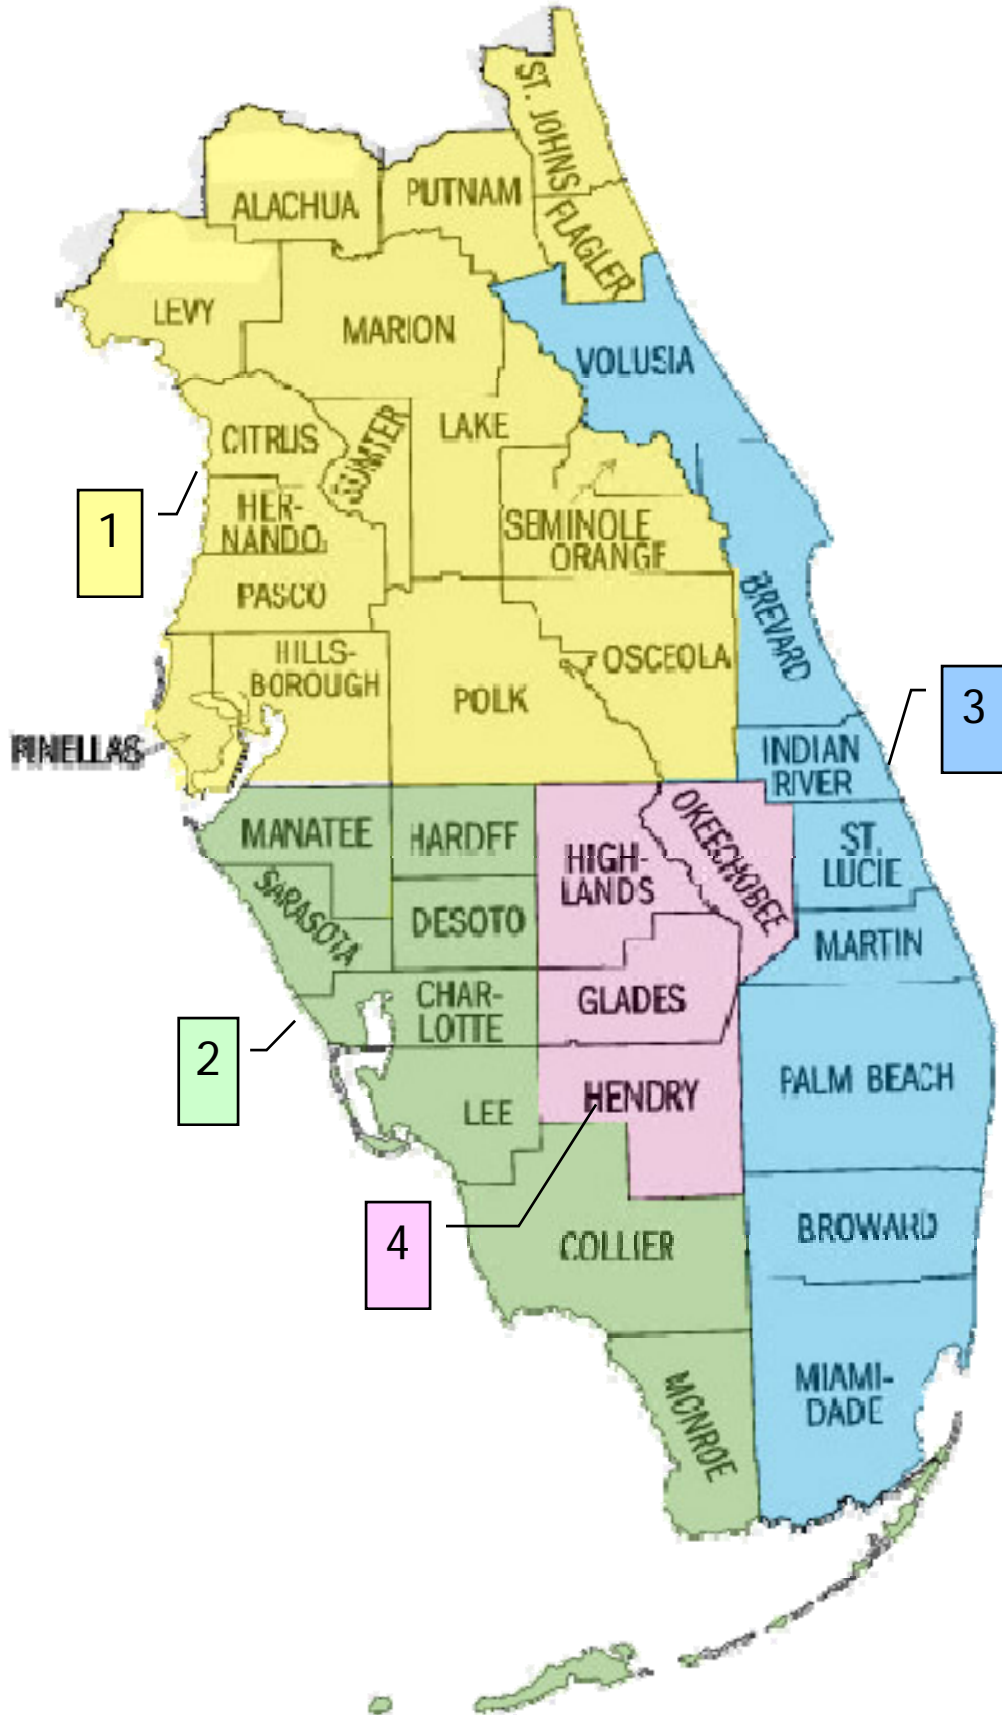 ST. JOHNS
ALACHUA
PUTNAM
FLAGLER
LEVY
MARION
VOLUSIA
CITRUS
SUMTER
LAKE
1
HER-
NANDO
SEMINOLE
ORANGE
PASCO
BREVARD
HILLS-
BOROUGH
OSCEOLA
POLK
3
PINELLAS
INDIAN
RIVER
MANATEE
HARDEE
HIGH-
LANDS
OKEECHOBEE
ST.
LUCIE
SARASOTA
DESOTO
MARTIN
CHAR-
LOTTE
GLADES
2
LEE
HENDRY
PALM BEACH
4
COLLIER
BROWARD
MONROE
MIAMI-
DADE